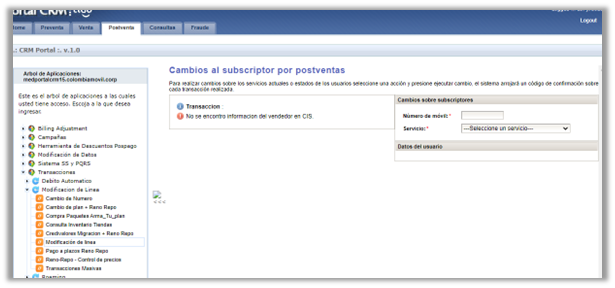 Portal CRM :. tigo
Logout
Home Preventa Venta Postventa Consultas Fraude
.: CRM Portal :. v.1.0
Arbol de Aplicaciones:
medportalcrm15.colombiamovil.corp
Este es el arbol de aplicaciones a las cuales
usted tiene acceso. Escoja a la que desea
ingresar.
Billing Adjustment
Campañas
Herramienta de Descuentos Pospago
Modificación de Datos
Sistema SS y PQRS
Transacciones
Debito Automatico
Modificacion de Linea
Cambio de Numero
Cambio de plan + Reno Repo
Compra Paquetes Arma_Tu_plan
Consulta Inventario Tiendas
Creditvalores Migracion + Reno Repo
Modificación de linea
Pago a plazos Reno Repo
Reno-Repo - Control de precios
Transacciones Masivas
Roaming
<<<
Cambios al subscriptor por postventas
Para realizar cambios sobre los servicios actuales o estados de los usuarios seleccione una acción y presione ejecutar cambio, el sistema arrojará un código de confirmación sobre
cada transacción realizada.
Transaccion :
No se encontro informacion del vendedor en CIS.
Cambios sobre subscriptores
Número de móvil:*
Servicio:* ---Seleccione un servicio---
Datos del usuario